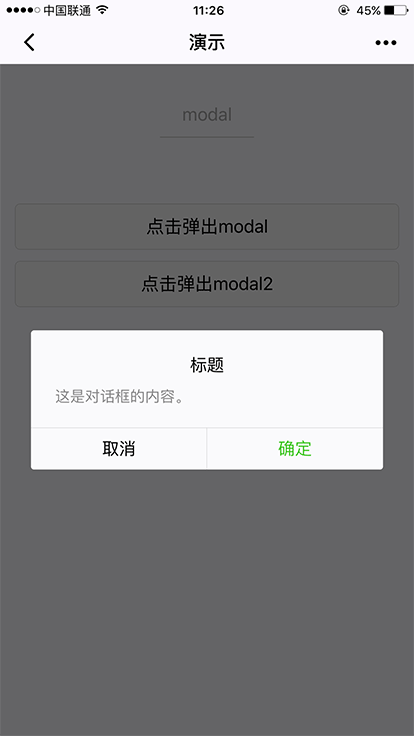 中国联通 11:26 45%
演示
modal
点击弹出modal
点击弹出modal2
标题
这是对话框的内容。
取消 确定